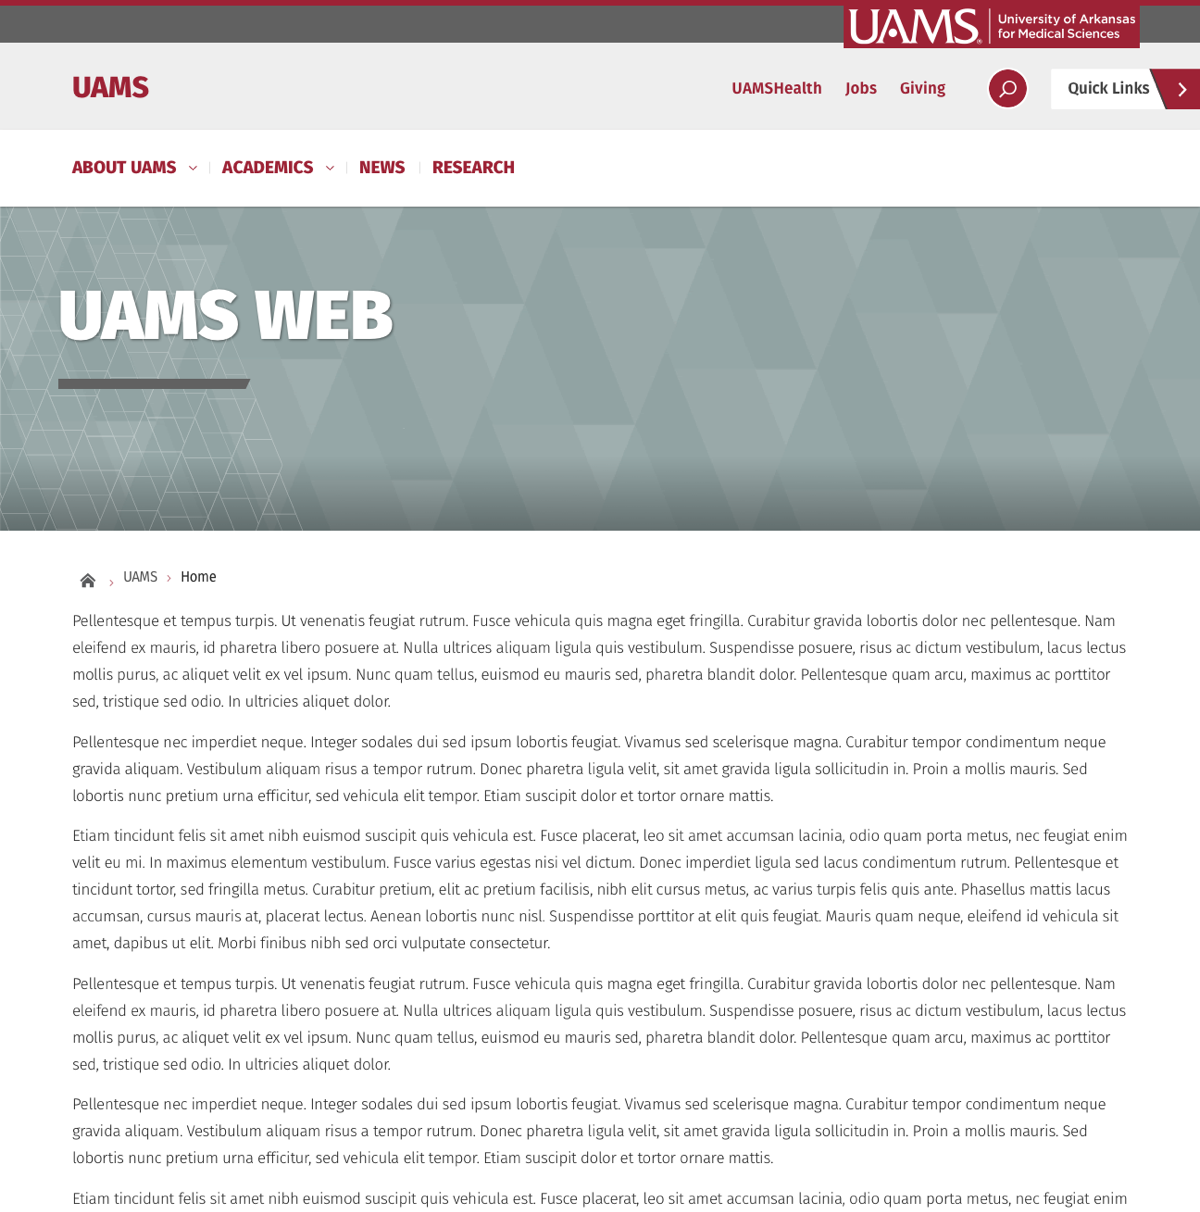 UAMS University of Arkansas
for Medical Sciences
UAMS
UAMSHealth Jobs Giving Quick Links
ABOUT UAMS ACADEMICS NEWS RESEARCH
UAMS WEB
UAMS Home
Pellentesque et tempus turpis. Ut venenatis feugiat rutrum. Fusce vehicula quis magna eget fringilla. Curabitur gravida lobortis dolor nec pellentesque. Nam
eleifend ex mauris, id pharetra libero posuere at. Nulla ultrices aliquam ligula quis vestibulum. Suspendisse posuere, risus ac dictum vestibulum, lacus lectus
mollis purus, ac aliquet velit ex vel ipsum. Nunc quam tellus, euismod eu mauris sed, pharetra blandit dolor. Pellentesque quam arcu, maximus ac porttitor
sed, tristique sed odio. In ultricies aliquet dolor.
Pellentesque nec imperdiet neque. Integer sodales dui sed ipsum lobortis feugiat. Vivamus sed scelerisque magna. Curabitur tempor condimentum neque
gravida aliquam. Vestibulum aliquam risus a tempor rutrum. Donec pharetra ligula velit, sit amet gravida ligula sollicitudin in. Proin a mollis mauris. Sed
lobortis nunc pretium urna efficitur, sed vehicula elit tempor. Etiam suscipit dolor et tortor ornare mattis.
Etiam tincidunt felis sit amet nibh euismod suscipit quis vehicula est. Fusce placerat, leo sit amet accumsan lacinia, odio quam porta metus, nec feugiat enim
velit eu mi. In maximus elementum vestibulum. Fusce varius egestas nisi vel dictum. Donec imperdiet ligula sed lacus condimentum rutrum. Pellentesque et
tincidunt tortor, sed fringilla metus. Curabitur pretium, elit ac pretium facilisis, nibh elit cursus metus, ac varius turpis felis quis ante. Phasellus mattis lacus
accumsan, cursus mauris at, placerat lectus. Aenean lobortis nunc nisl. Suspendisse porttitor at elit quis feugiat. Mauris quam neque, eleifend id vehicula sit
amet, dapibus ut elit. Morbi finibus nibh sed orci vulputate consectetur.
Pellentesque et tempus turpis. Ut venenatis feugiat rutrum. Fusce vehicula quis magna eget fringilla. Curabitur gravida lobortis dolor nec pellentesque. Nam
eleifend ex mauris, id pharetra libero posuere at. Nulla ultrices aliquam ligula quis vestibulum. Suspendisse posuere, risus ac dictum vestibulum, lacus lectus
mollis purus, ac aliquet velit ex vel ipsum. Nunc quam tellus, euismod eu mauris sed, pharetra blandit dolor. Pellentesque quam arcu, maximus ac porttitor
sed, tristique sed odio. In ultricies aliquet dolor.
Pellentesque nec imperdiet neque. Integer sodales dui sed ipsum lobortis feugiat. Vivamus sed scelerisque magna. Curabitur tempor condimentum neque
gravida aliquam. Vestibulum aliquam risus a tempor rutrum. Donec pharetra ligula velit, sit amet gravida ligula sollicitudin in. Proin a mollis mauris. Sed
lobortis nunc pretium urna efficitur, sed vehicula elit tempor. Etiam suscipit dolor et tortor ornare mattis.
Etiam tincidunt felis sit amet nibh euismod suscipit quis vehicula est. Fusce placerat, leo sit amet accumsan lacinia, odio quam porta metus, nec feugiat enim